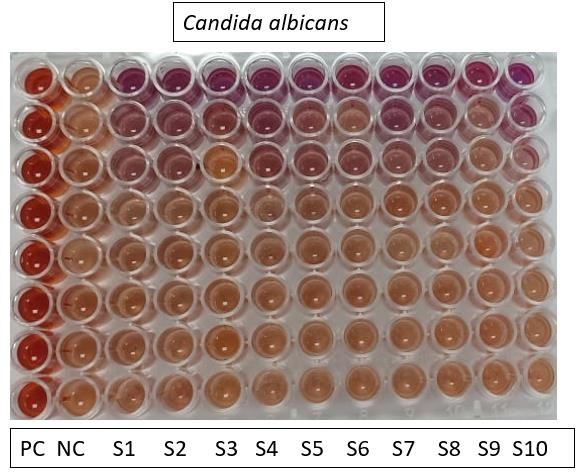 Candida albicans
PC NC S1 S2 S3 S4 S5 S6 S7 S8 S9 S10